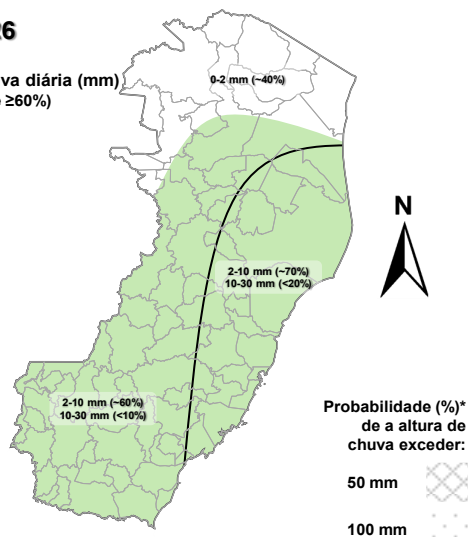 26
va diária (mm)
≥60%)
0-2 mm (~40%)
N
2-10 mm (~70%)
10-30 mm (<20%)
2-10 mm (~60%)
10-30 mm (<10%)
Probabilidade (%)*
de a altura de
chuva exceder:
50 mm
100 mm